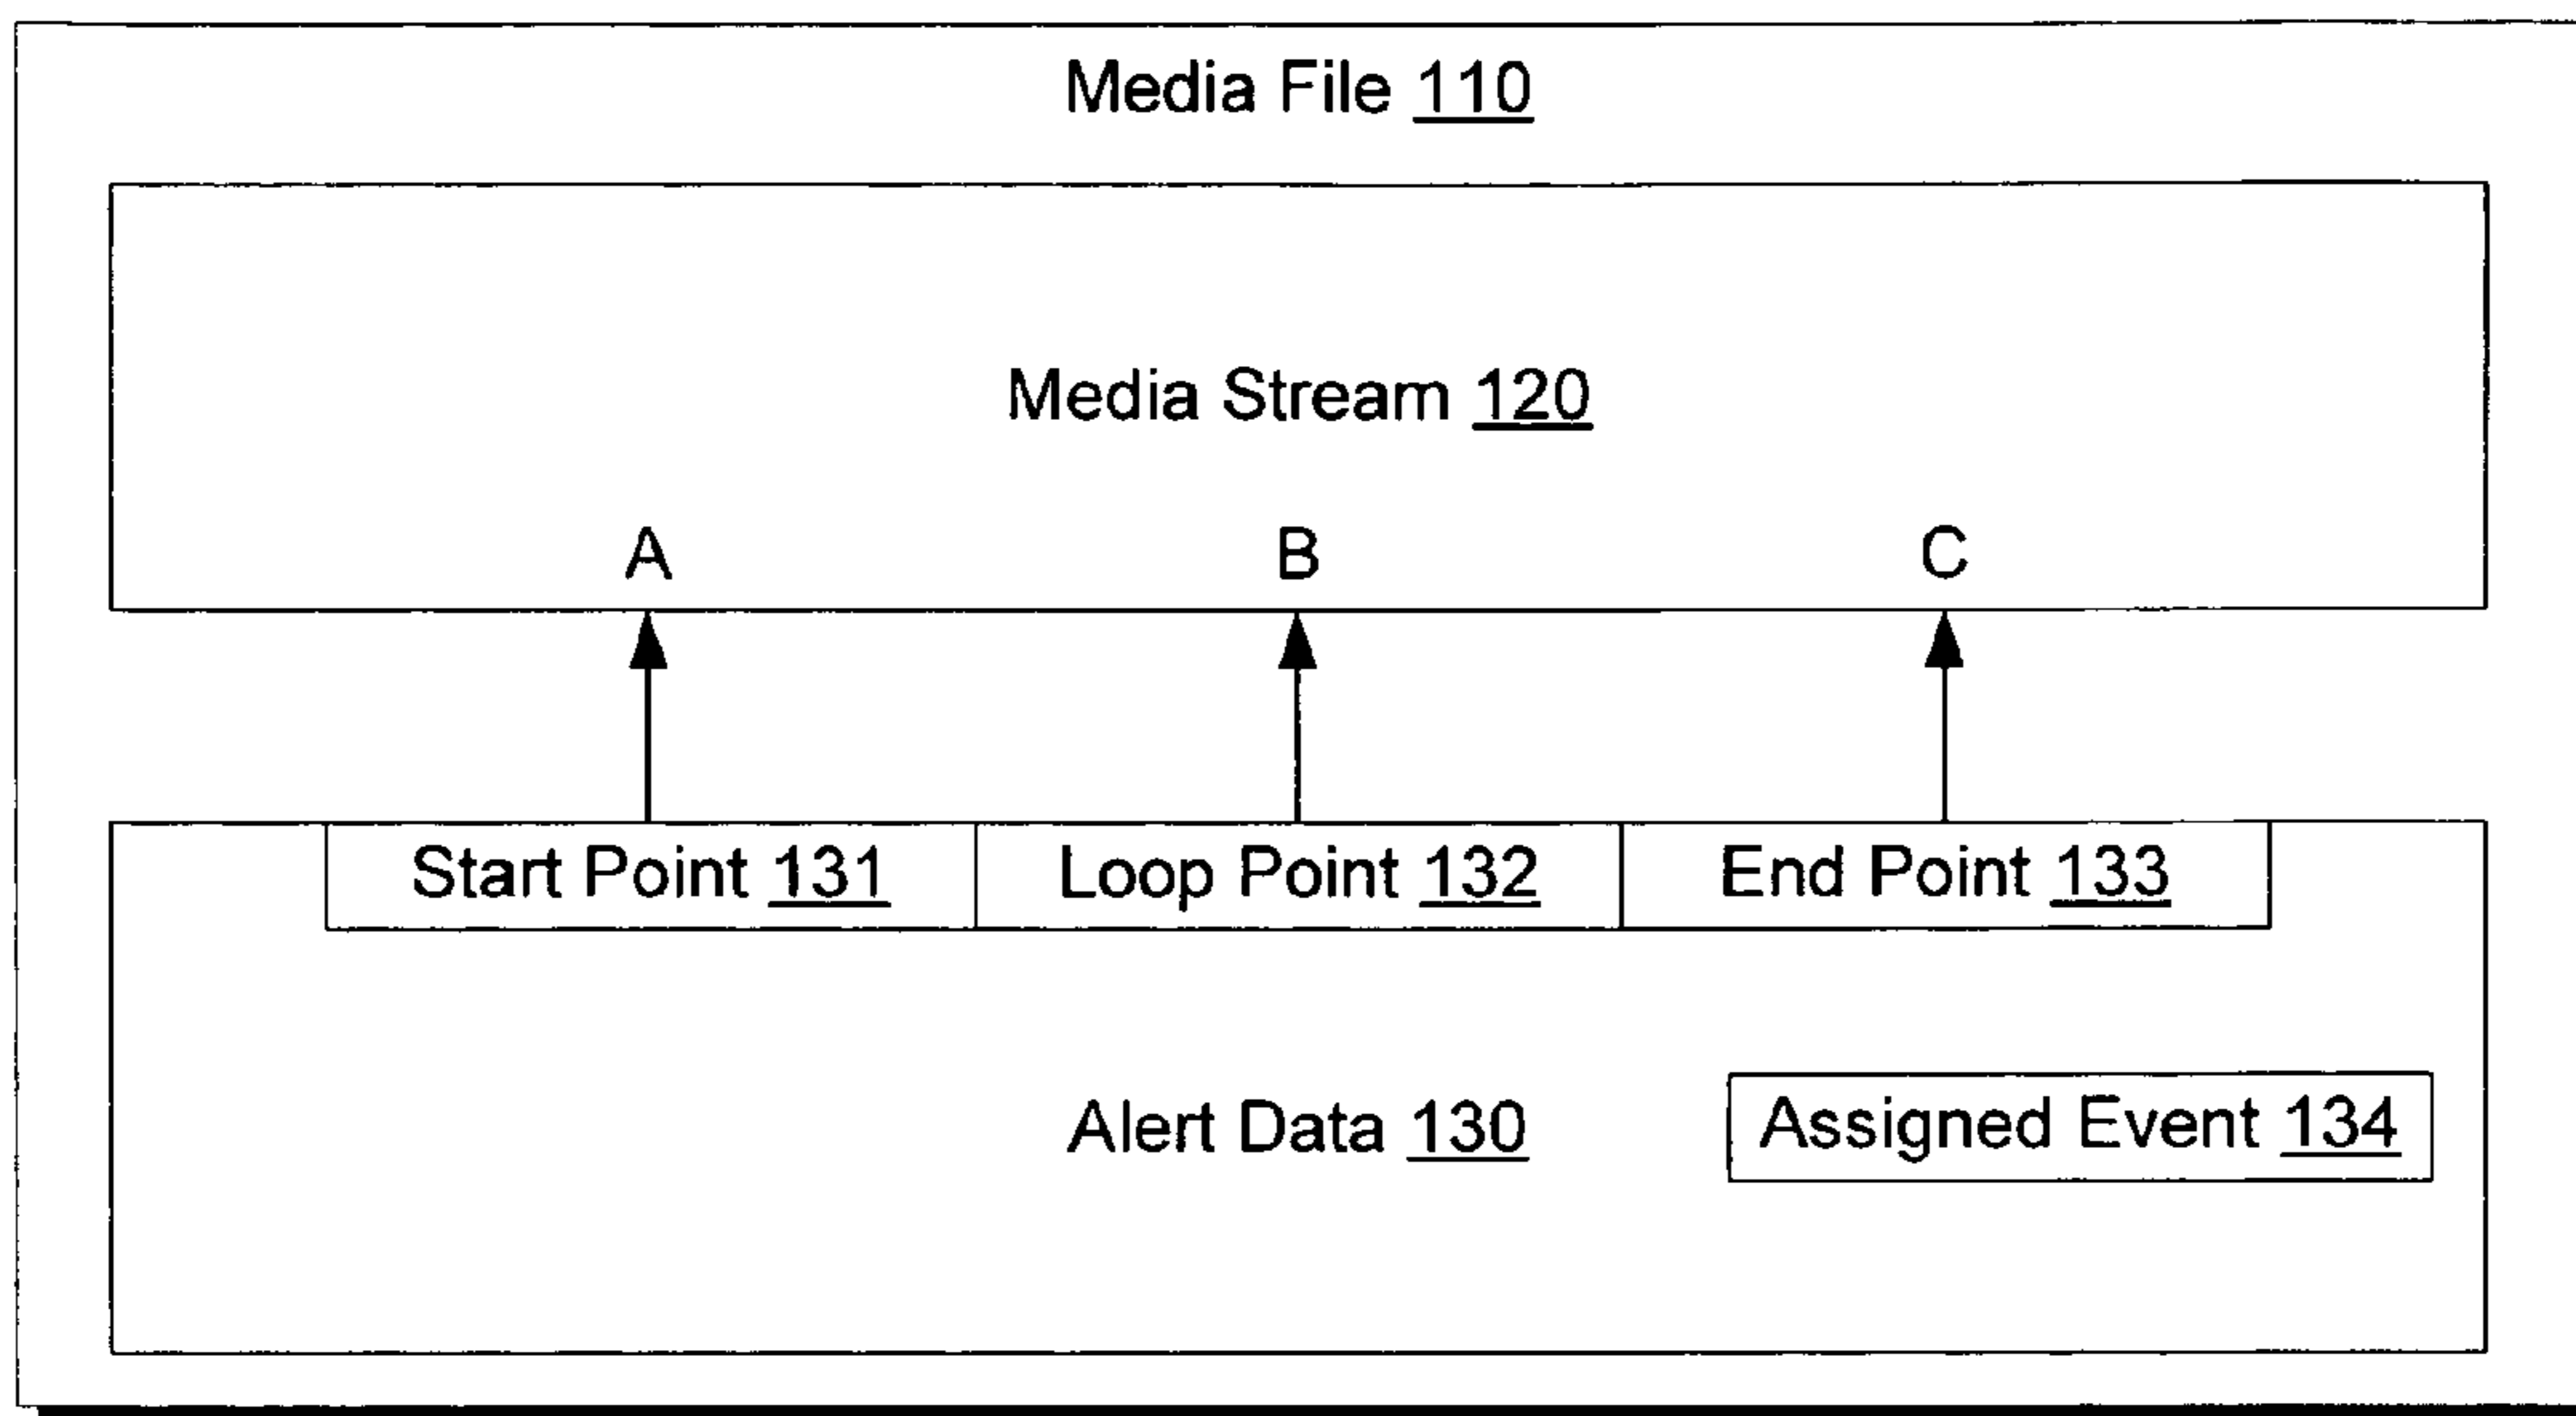 Media File 110
Media Stream 120
A B C
Start Point 131 Loop Point 132 End Point 133
Alert Data 130 Assigned Event 134